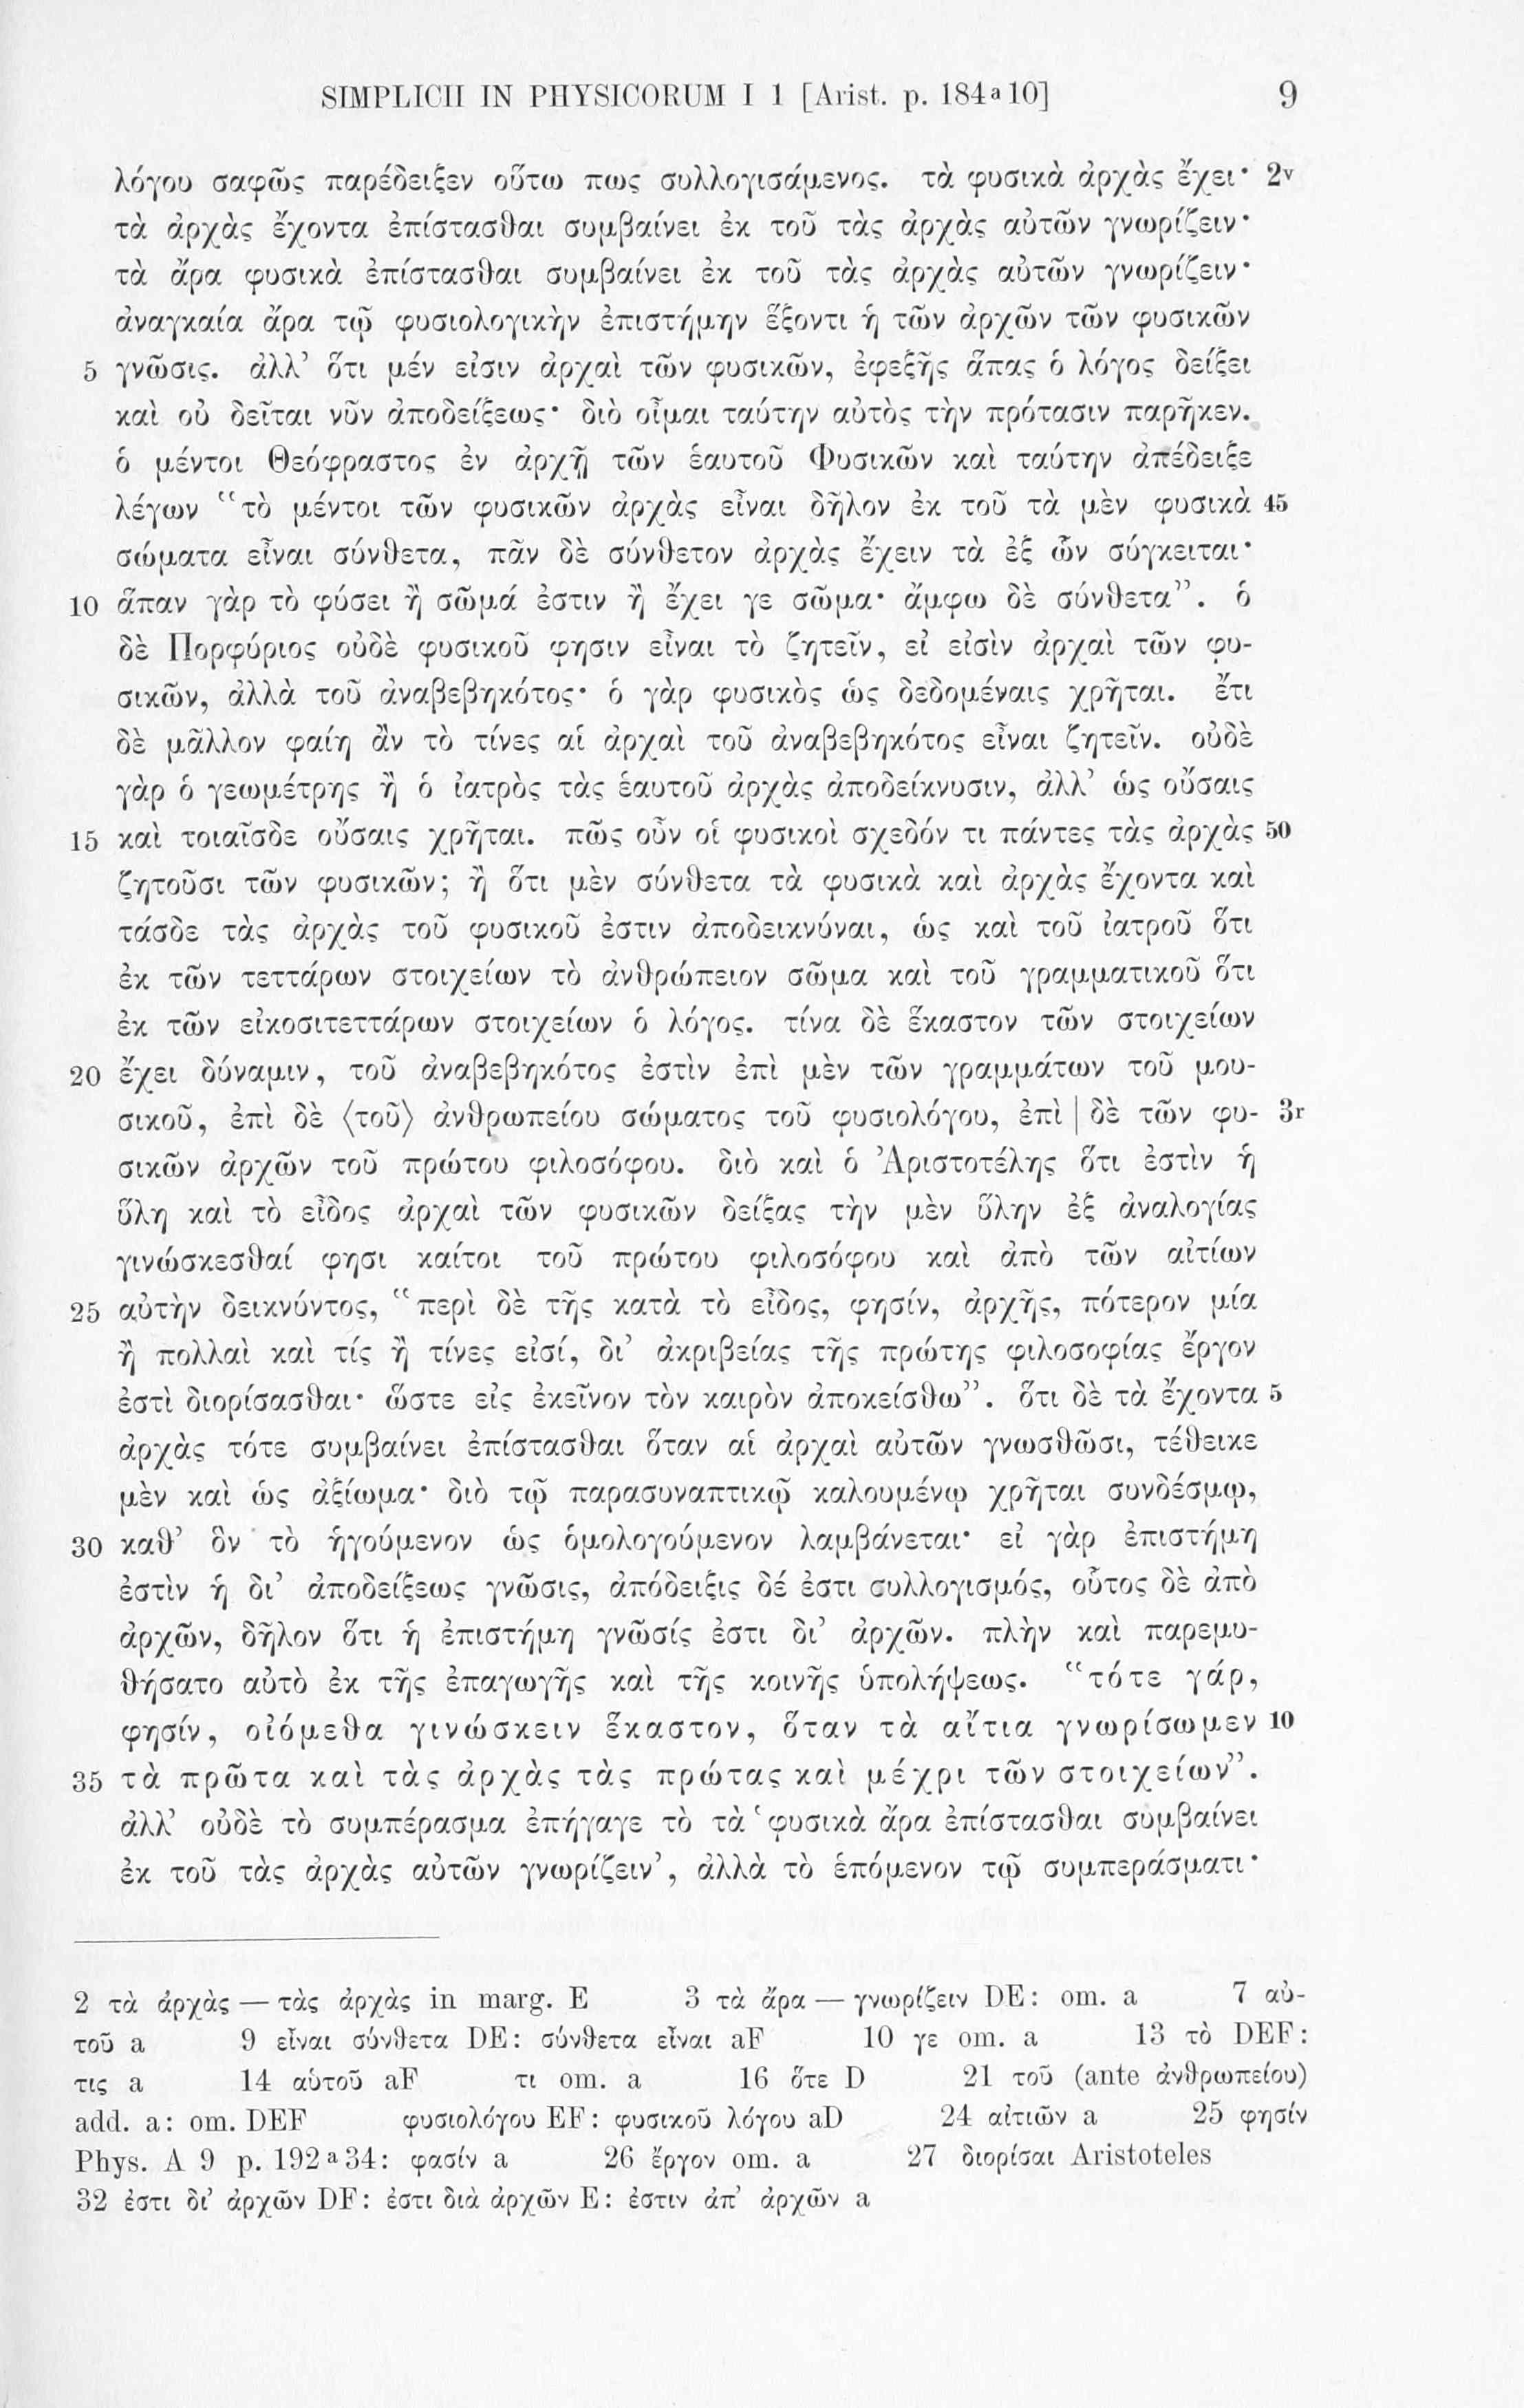 SIMPLICII IN PHYSICORUM I 1 [Arist. p. 184ᵃ10] 9
λόγου σαφῶς παρέδειξεν οὕτω πως συλλογισάμενος. τὰ φυσικὰ ἀρχὰς ἔχει· 2ᵛ
τὰ ἀρχὰς ἔχοντα ἐπίστασθαι συμβαίνει ἐκ τοῦ τὰς ἀρχὰς αὐτῶν γνωρίζειν·
τὰ ἄρα φυσικὰ ἐπίστασθαι συμβαίνει ἐκ τοῦ τὰς ἀρχὰς αὐτῶν γνωρίζειν·
ἀναγκαία ἄρα τῷ φυσιολογικὴν ἐπιστήμην ἕξοντι ἡ τῶν ἀρχῶν τῶν φυσικῶν
5 γνῶσις. ἀλλ’ ὅτι μέν εἰσιν ἀρχαὶ τῶν φυσικῶν, ἐφεξῆς ἅπας ὁ λόγος δείξει
καὶ οὐ δεῖται νῦν ἀποδείξεως· διὸ οἶμαι ταύτην αὐτὸς τὴν πρότασιν παρῆκεν.
ὁ μέντοι Θεόφραστος ἐν ἀρχῇ τῶν ἑαυτοῦ Φυσικῶν καὶ ταύτην ἀπέδειξε
λέγων “τὸ μέντοι τῶν φυσικῶν ἀρχὰς εἶναι δῆλον ἐκ τοῦ τὰ μὲν φυσικὰ 45
σώματα εἶναι σύνθετα, πᾶν δὲ σύνθετον ἀρχὰς ἔχειν τὰ ἐξ ὧν σύγκειται·
10 ἅπαν γὰρ τὸ φύσει ἢ σῶμά ἐστιν ἢ ἔχει γε σῶμα· ἄμφω δὲ σύνθετα”. ὁ
δὲ Πορφύριος οὐδὲ φυσικοῦ φησιν εἶναι τὸ ζητεῖν, εἰ εἰσὶν ἀρχαὶ τῶν φυ-
σικῶν, ἀλλὰ τοῦ ἀναβεβηκότος· ὁ γὰρ φυσικὸς ὡς δεδομέναις χρῆται. ἔτι
δὲ μᾶλλον φαίη ἂν τὸ τίνες αἱ ἀρχαὶ τοῦ ἀναβεβηκότος εἶναι ζητεῖν. οὐδὲ
γὰρ ὁ γεωμέτρης ἢ ὁ ἰατρὸς τὰς ἑαυτοῦ ἀρχὰς ἀποδείκνυσιν, ἀλλ’ ὡς οὔσαις
15 καὶ τοιαῖσδε οὔσαις χρῆται. πῶς οὖν οἱ φυσικοὶ σχεδόν τι πάντες τὰς ἀρχὰς 50
ζητοῦσι τῶν φυσικῶν; ἢ ὅτι μὲν σύνθετα τὰ φυσικὰ καὶ ἀρχὰς ἔχοντα καὶ
τάσδε τὰς ἀρχὰς τοῦ φυσικοῦ ἐστιν ἀποδεικνύναι, ὡς καὶ τοῦ ἰατροῦ ὅτι
ἐκ τῶν τεττάρων στοιχείων τὸ ἀνθρώπειον σῶμα καὶ τοῦ γραμματικοῦ ὅτι
ἐκ τῶν εἰκοσιτεττάρων στοιχείων ὁ λόγος. τίνα δὲ ἕκαστον τῶν στοιχείων
20 ἔχει δύναμιν, τοῦ ἀναβεβηκότος ἐστὶν ἐπὶ μὲν τῶν γραμμάτων τοῦ μου-
σικοῦ, ἐπὶ δὲ ⟨τοῦ⟩ ἀνθρωπείου σώματος τοῦ φυσιολόγου, ἐπὶ | δὲ τῶν φυ- 3ʳ
σικῶν ἀρχῶν τοῦ πρώτου φιλοσόφου. διὸ καὶ ὁ Ἀριστοτέλης ὅτι ἐστὶν ἡ
ὕλη καὶ τὸ εἶδος ἀρχαὶ τῶν φυσικῶν δείξας τὴν μὲν ὕλην ἐξ ἀναλογίας
γινώσκεσθαί φησι καίτοι τοῦ πρώτου φιλοσόφου καὶ ἀπὸ τῶν αἰτίων
25 αὐτὴν δεικνύντος, “περὶ δὲ τῆς κατὰ τὸ εἶδος, φησίν, ἀρχῆς, πότερον μία
ἢ πολλαὶ καὶ τίς ἢ τίνες εἰσί, δι’ ἀκριβείας τῆς πρώτης φιλοσοφίας ἔργον
ἐστὶ διορίσασθαι· ὥστε εἰς ἐκεῖνον τὸν καιρὸν ἀποκείσθω”. ὅτι δὲ τὰ ἔχοντα 5
ἀρχὰς τότε συμβαίνει ἐπίστασθαι ὅταν αἱ ἀρχαὶ αὐτῶν γνωσθῶσι, τέθεικε
μὲν καὶ ὡς ἀξίωμα· διὸ τῷ παρασυναπτικῷ καλουμένῳ χρῆται συνδέσμῳ,
30 καθ’ ὃν τὸ ἡγούμενον ὡς ὁμολογούμενον λαμβάνεται· εἰ γὰρ ἐπιστήμη
ἐστὶν ἡ δι’ ἀποδείξεως γνῶσις, ἀπόδειξις δέ ἐστι συλλογισμός, οὗτος δὲ ἀπὸ
ἀρχῶν, δῆλον ὅτι ἡ ἐπιστήμη γνῶσίς ἐστι δι’ ἀρχῶν. πλὴν καὶ παρεμυ-
θήσατο αὐτὸ ἐκ τῆς ἐπαγωγῆς καὶ τῆς κοινῆς ὑπολήψεως. “τότε γάρ,
φησίν, οἰόμεθα γινώσκειν ἕκαστον, ὅταν τὰ αἴτια γνωρίσωμεν 10
35 τὰ πρῶτα καὶ τὰς ἀρχὰς τὰς πρώτας καὶ μέχρι τῶν στοιχείων”.
ἀλλ’ οὐδὲ τὸ συμπέρασμα ἐπήγαγε τὸ τὰ ‘φυσικὰ ἄρα ἐπίστασθαι συμβαίνει
ἐκ τοῦ τὰς ἀρχὰς αὐτῶν γνωρίζειν’, ἀλλὰ τὸ ἑπόμενον τῷ συμπεράσματι·
2 τὰ ἀρχὰς — τὰς ἀρχὰς in marg. E 3 τὰ ἄρα — γνωρίζειν DE: om. a 7 αὐ-
τοῦ a 9 εἶναι σύνθετα DE: σύνθετα εἶναι aF 10 γε om. a 13 τὸ DEF:
τις a 14 αὑτοῦ aF τι om. a 16 ὅτε D 21 τοῦ (ante ἀνθρωπείου)
add. a: om. DEF φυσιολόγου EF: φυσικοῦ λόγου aD 24 αἰτιῶν a 25 φησίν
Phys. A 9 p. 192ᵃ34: φασίν a 26 ἔργον om. a 27 διορίσαι Aristoteles
32 ἐστι δι’ ἀρχῶν DF: ἐστι διὰ ἀρχῶν E: ἐστιν ἀπ’ ἀρχῶν a